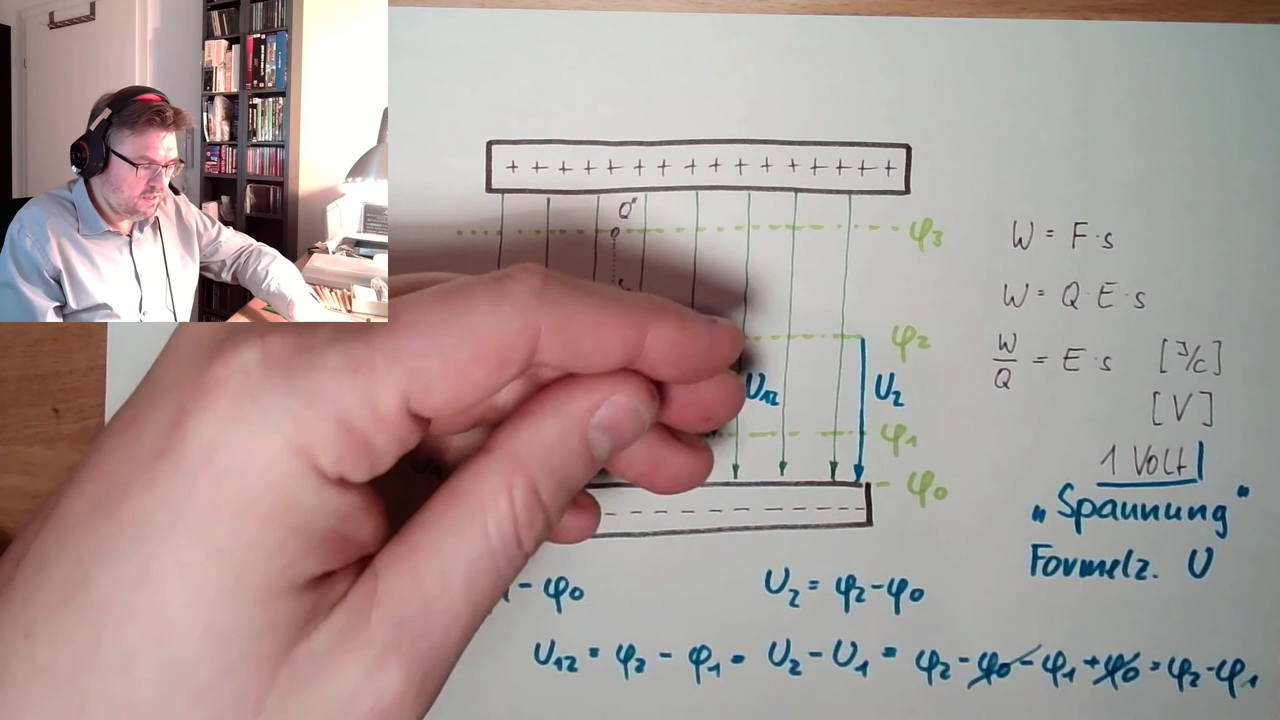 + + + + + + + + + + + + + + + +
Q
φ3
W = F·s
W = Q·E·s
φ2
W/Q = E·s [J/C]
U12
U2
[V]
φ1
1 Volt
φ0
„Spannung"
Formelz. U
- φ0
U2 = φ2-φ0
U12 = φ2 - φ1 = U2 - U1 = φ2-φ0-φ1+φ0=φ2-φ1